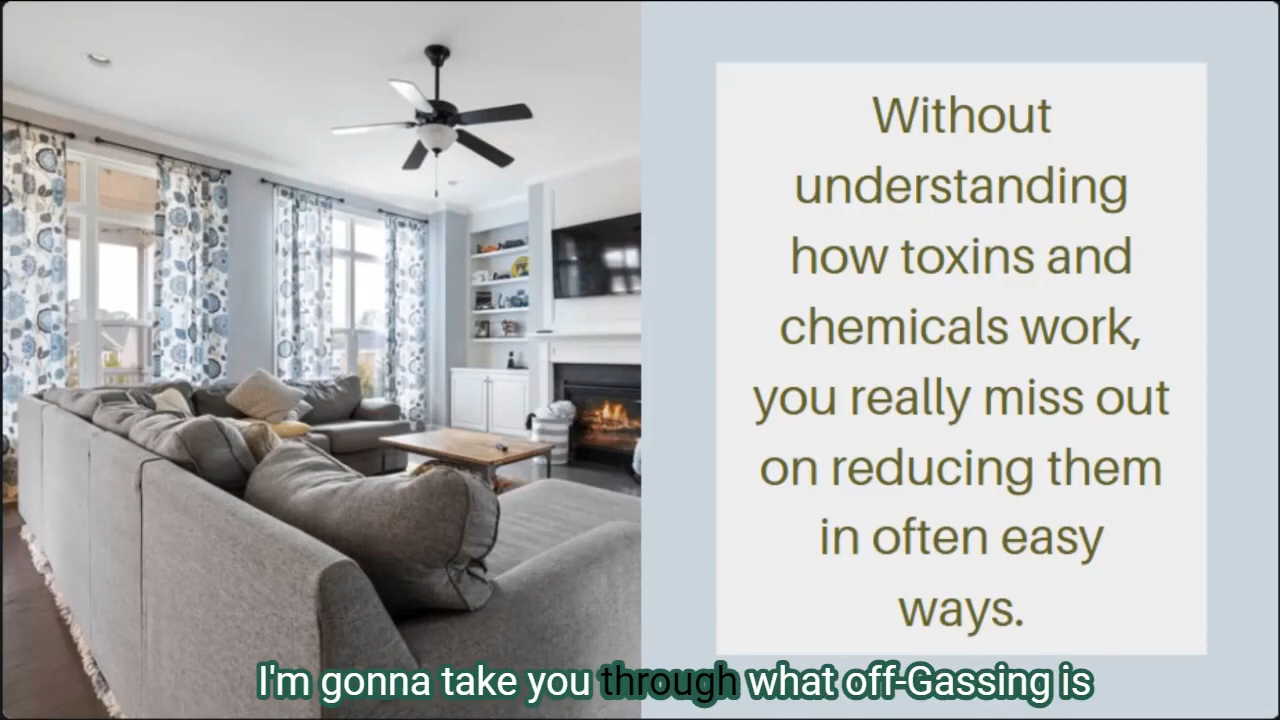 Without
understanding
how toxins and
chemicals work,
you really miss out
on reducing them
in often easy
ways.
I'm gonna take you through what off-Gassing is